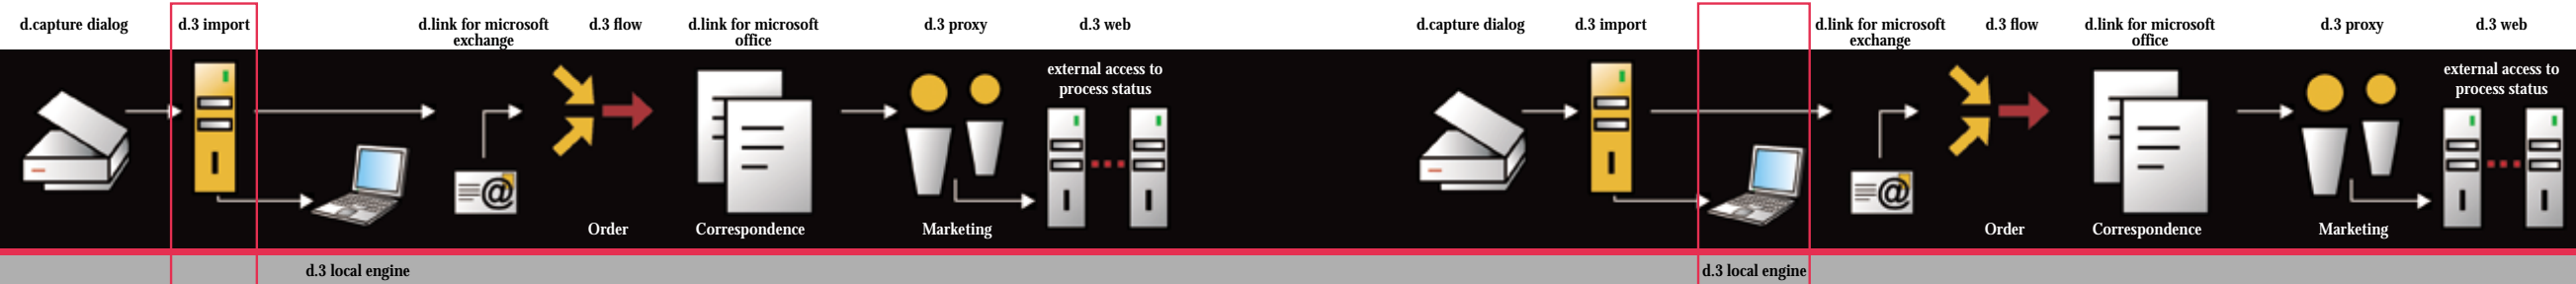 d.capture dialog
d.3 import
d.link for microsoft
exchange
d.3 flow
d.link for microsoft
office
d.3 proxy
d.3 web
external access to
process status
@
Order
Correspondence
Marketing
d.3 local engine
d.capture dialog
d.3 import
d.link for microsoft
exchange
d.3 flow
d.link for microsoft
office
d.3 proxy
d.3 web
external access to
process status
@
Order
Correspondence
Marketing
d.3 local engine